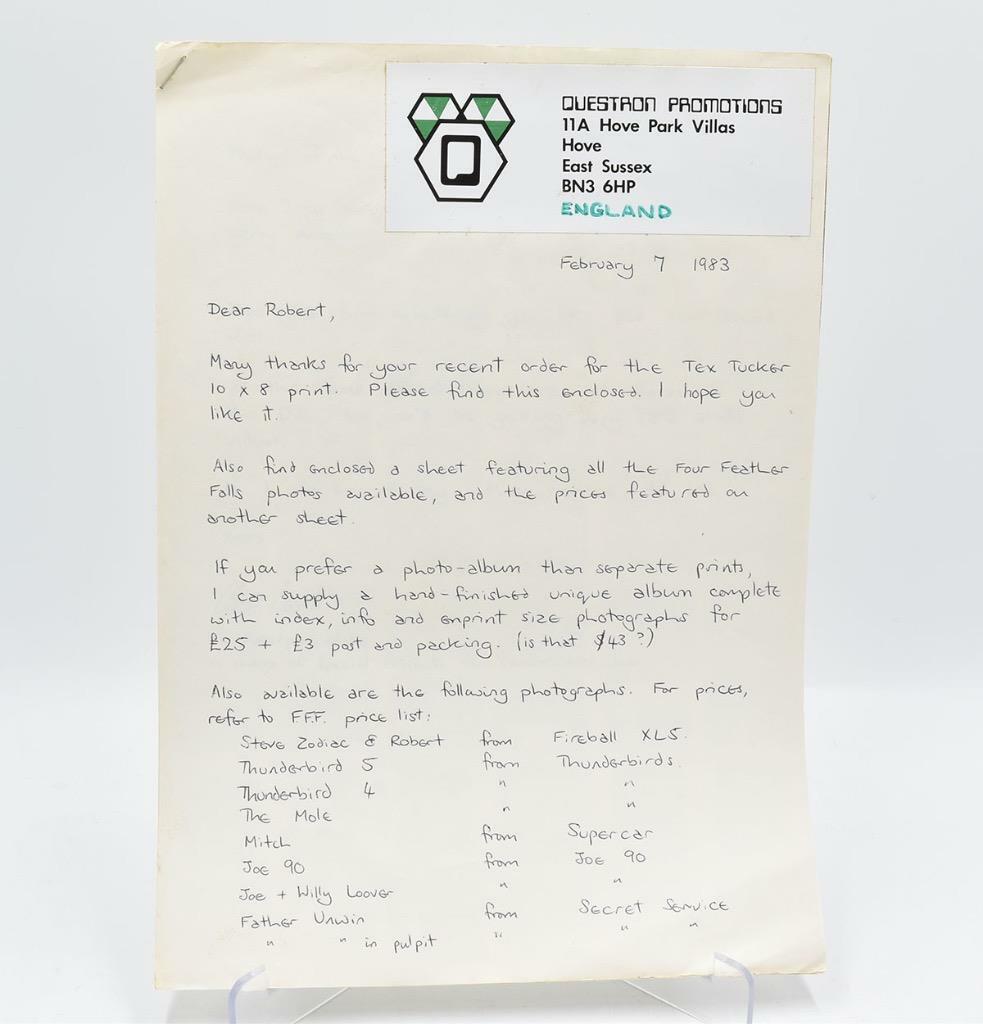 QUESTRON PROMOTIONS
11A Hove Park Villas
Hove
East Sussex
BN3 6HP
ENGLAND
February 7 1983
Dear Robert,
Many thanks for your recent order for the Tex Tucker
10 x 8 print. Please find this enclosed. I hope you
like it.
Also find enclosed a sheet featuring all the Four Feather
Falls photos available, and the prices featured on
another sheet.
If you prefer a photo-album than separate prints,
I can supply a hand-finished unique album complete
with index, info and enprint size photographs for
£25 + £3 post and packing. (is that $43?)
Also available are the following photographs. For prices,
refer to F.F.F. price list:
Steve Zodiac & Robert from Fireball XL5.
Thunderbird 5 from Thunderbirds.
Thunderbird 4 " "
The Mole " "
Mitch from Supercar
Joe 90 from Joe 90
Joe + Willy Loover " "
Father Unwin from Secret Service
" " in pulpit " " "